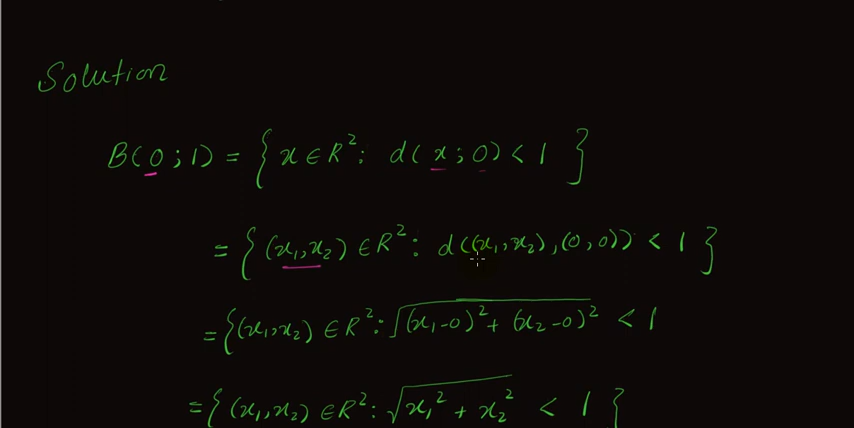 Solution
B(0;1) = { x ∈ R²: d(x;0) < 1 }
= { (x₁,x₂) ∈ R²: d((x₁,x₂),(0,0)) < 1 }
= { (x₁,x₂) ∈ R²: √((x₁-0)² + (x₂-0)²) < 1
= { (x₁,x₂) ∈ R²: √(x₁² + x₂²) < 1 }